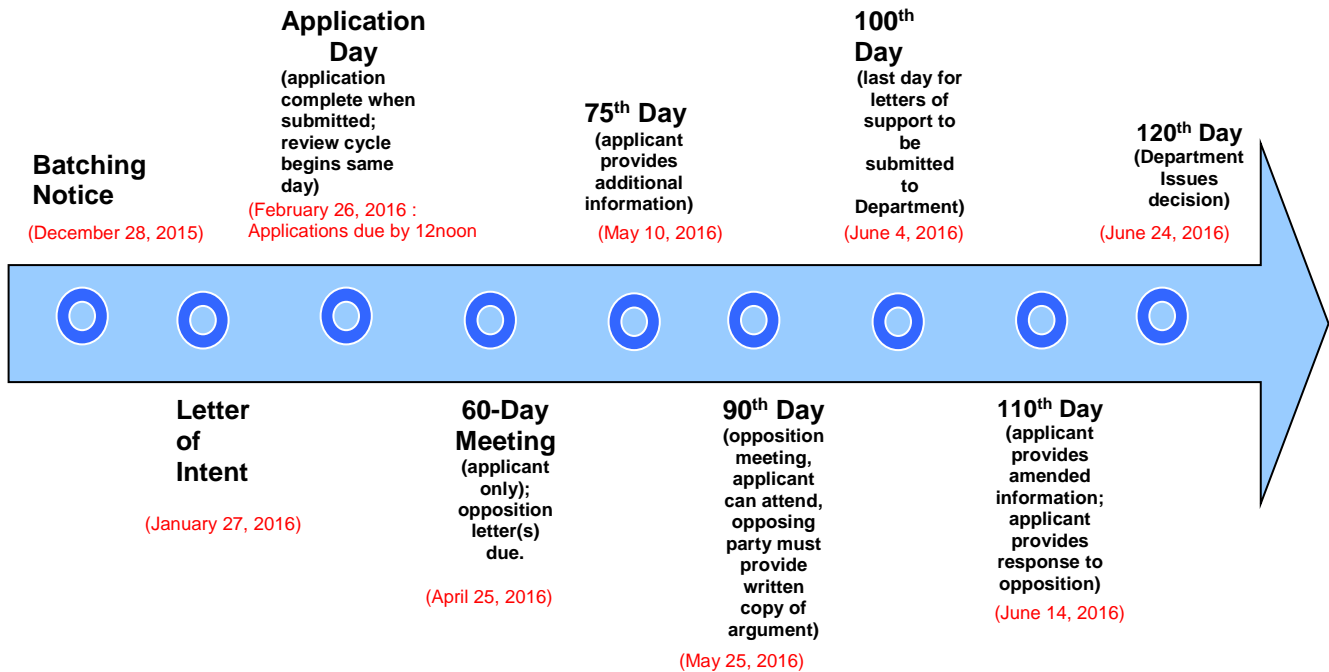 Batching
Notice
(December 28, 2015)
Letter
of
Intent
(January 27, 2016)
Application
Day
(application
complete when
submitted;
review cycle
begins same
day)
(February 26, 2016 :
Applications due by 12noon
60-Day
Meeting
(applicant
only);
opposition
letter(s)
due.
(April 25, 2016)
75th Day
(applicant
provides
additional
information)
(May 10, 2016)
90th Day
(opposition
meeting,
applicant
can attend,
opposing
party must
provide
written
copy of
argument)
(May 25, 2016)
100th
Day
(last day for
letters of
support to
be
submitted
to
Department)
(June 4, 2016)
110th Day
(applicant
provides
amended
information;
applicant
provides
response to
opposition)
(June 14, 2016)
120th Day
(Department
Issues
decision)
(June 24, 2016)